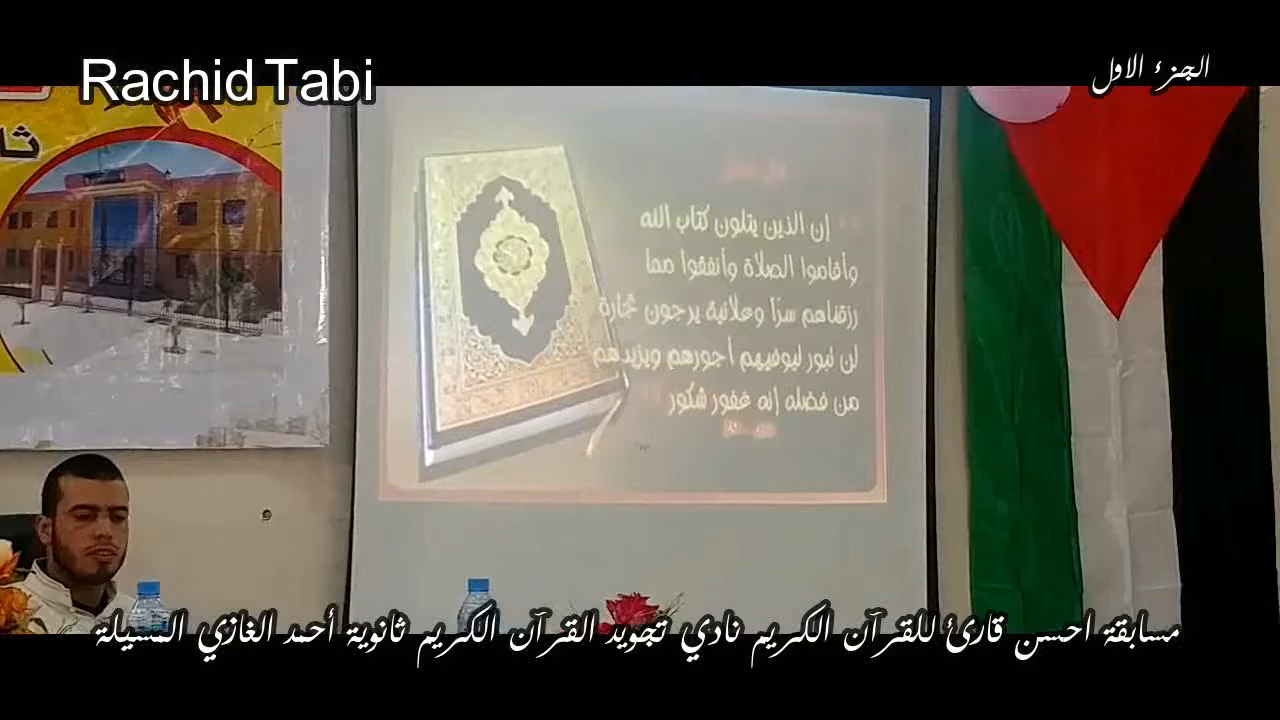 Rachid Tabi
الجزء الاول
ثا
إن الذين يتلون كتاب الله
وأقاموا الصلاة وأنفقوا مما
رزقناهم سرًا وعلانية يرجون تجارة
لن تبور ليوفيهم أجورهم ويزيدهم
من فضله إنه غفور شكور
مسابقة احسن قارئ للقرآن الكريم نادي تجويد القرآن الكريم ثانوية أحمد الغازي المسيلة